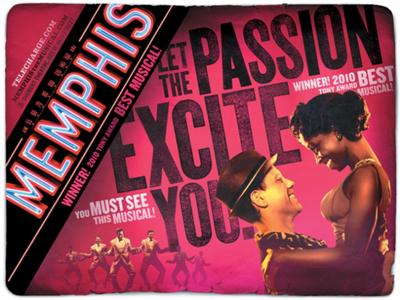 TELECHARGE.COM
MEMPHIS
WINNER! 2010 TONY AWARD BEST MUSICAL!
LET
THE PASSION
EXCITE
YOU.
WINNER! 2010 BEST
TONY AWARD MUSICAL!
YOU MUST SEE
THIS MUSICAL!